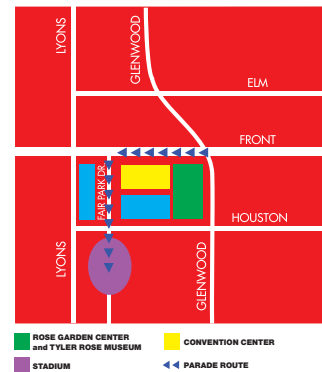 LYONS
GLENWOOD
ELM
FRONT
FAIR PARK DR.
HOUSTON
LYONS
GLENWOOD
ROSE GARDEN CENTER
and TYLER ROSE MUSEUM
CONVENTION CENTER
STADIUM
PARADE ROUTE